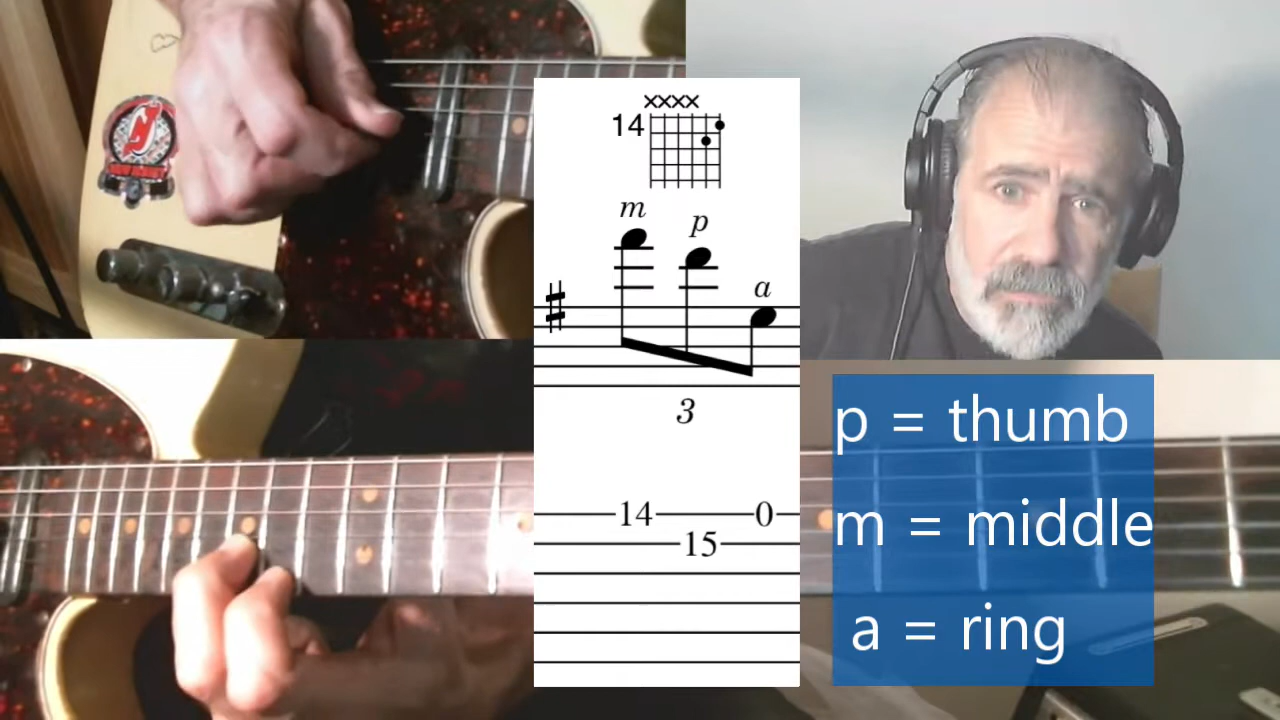 xxxx
14
m
p
a
3
14
0
15
p = thumb
m = middle
a = ring